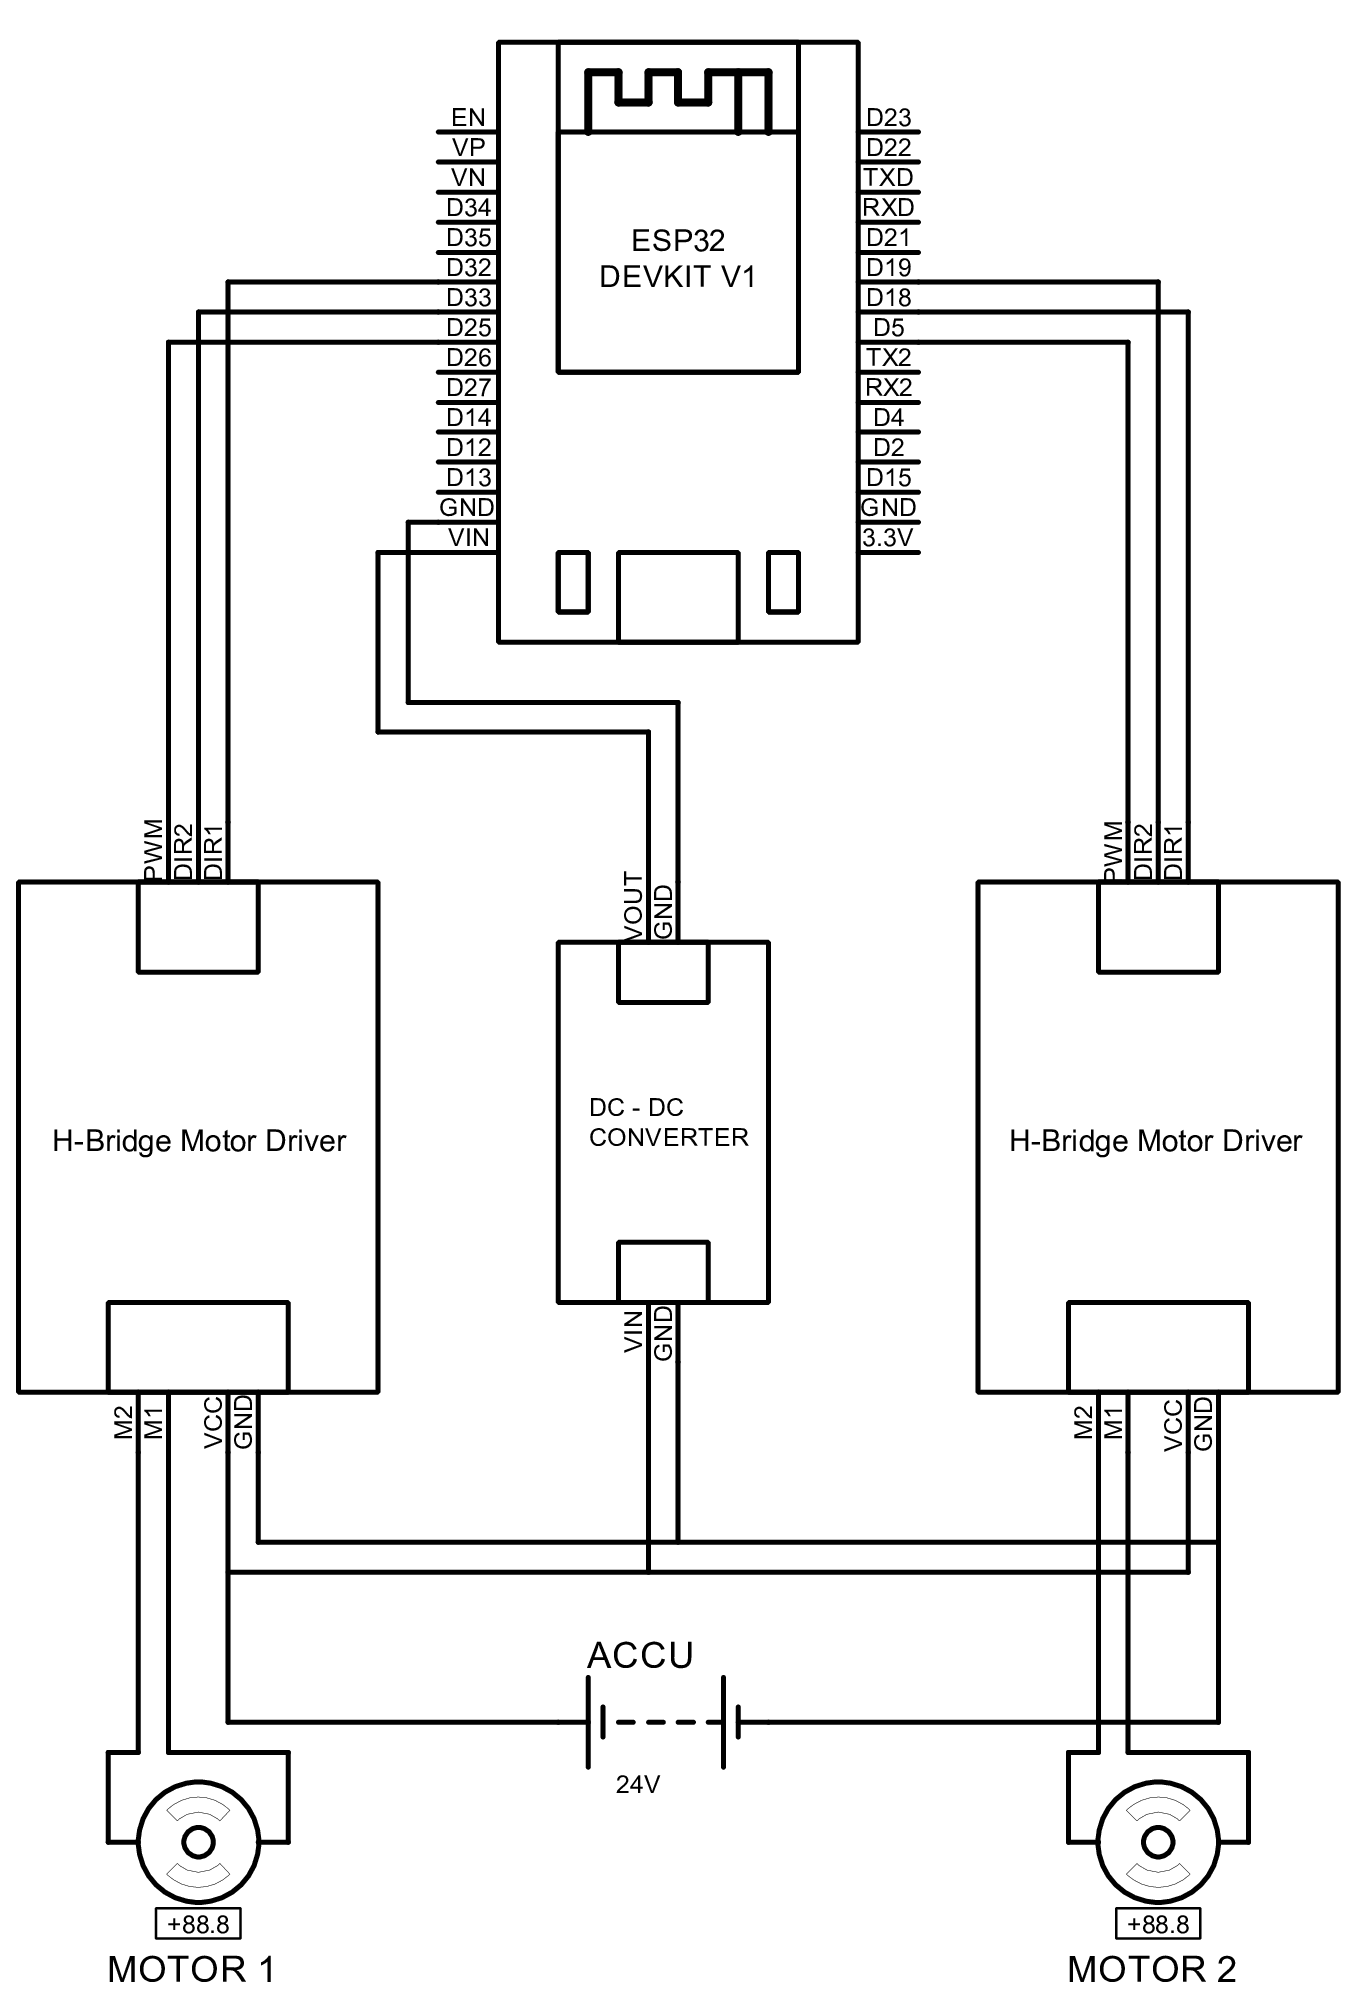 EN
VP
VN
D34
D35
D32
D33
D25
D26
D27
D14
D12
D13
GND
VIN
ESP32
DEVKIT V1
D23
D22
TXD
RXD
D21
D19
D18
D5
TX2
RX2
D4
D2
D15
GND
3.3V
PWM
DIR2
DIR1
H-Bridge Motor Driver
M2
M1
VCC
GND
VOUT
GND
DC - DC
CONVERTER
VIN
GND
PWM
DIR2
DIR1
H-Bridge Motor Driver
M2
M1
VCC
GND
ACCU
24V
+88.8
MOTOR 1
+88.8
MOTOR 2